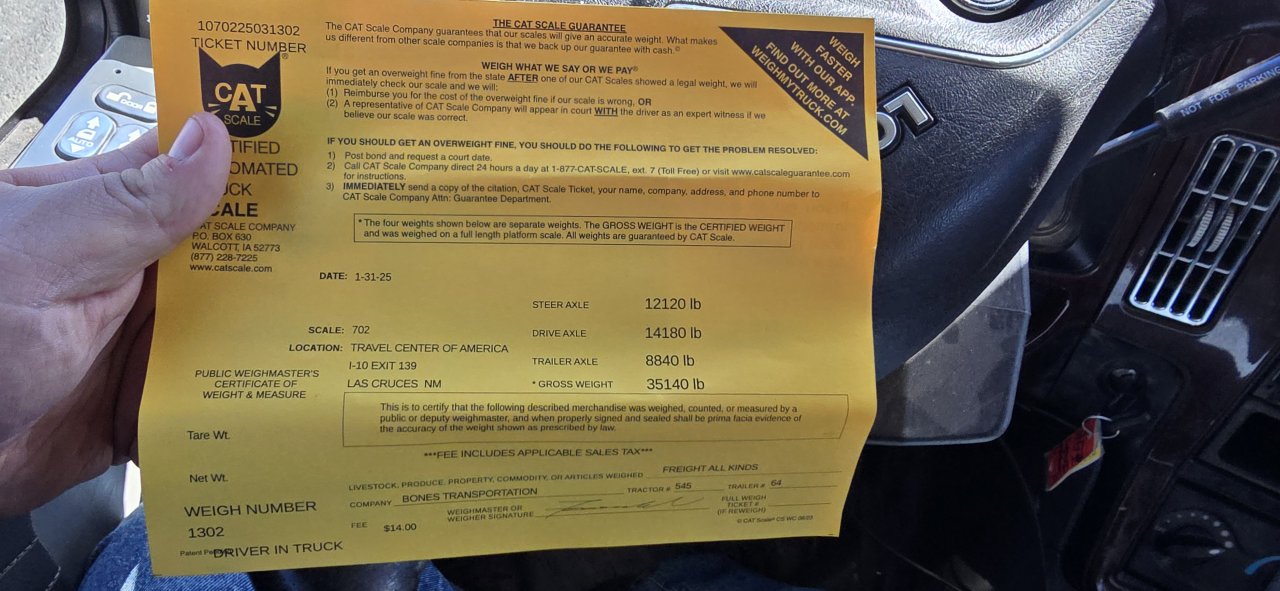 1070225031302
TICKET NUMBER
CAT
SCALE
®
TIFIED
OMATED
UCK
CALE
CAT SCALE COMPANY
P.O. BOX 630
WALCOTT, IA 52773
(877) 228-7225
www.catscale.com
THE CAT SCALE GUARANTEE
The CAT Scale Company guarantees that our scales will give an accurate weight. What makes
us different from other scale companies is that we back up our guarantee with cash.©
WEIGH WHAT WE SAY OR WE PAY®
If you get an overweight fine from the state AFTER one of our CAT Scales showed a legal weight, we will
immediately check our scale and we will:
(1) Reimburse you for the cost of the overweight fine if our scale is wrong, OR
(2) A representative of CAT Scale Company will appear in court WITH the driver as an expert witness if we
believe our scale was correct.
IF YOU SHOULD GET AN OVERWEIGHT FINE, YOU SHOULD DO THE FOLLOWING TO GET THE PROBLEM RESOLVED:
1) Post bond and request a court date.
2) Call CAT Scale Company direct 24 hours a day at 1-877-CAT-SCALE, ext. 7 (Toll Free) or visit www.catscaleguarantee.com
for instructions.
3) IMMEDIATELY send a copy of the citation, CAT Scale Ticket, your name, company, address, and phone number to
CAT Scale Company Attn: Guarantee Department.
* The four weights shown below are separate weights. The GROSS WEIGHT is the CERTIFIED WEIGHT
and was weighed on a full length platform scale. All weights are guaranteed by CAT Scale.
WEIGH
FASTER
WITH OUR APP.
FIND OUT MORE AT
WEIGHMYTRUCK.COM
DATE: 1-31-25
SCALE: 702
LOCATION: TRAVEL CENTER OF AMERICA
I-10 EXIT 139
LAS CRUCES NM
STEER AXLE 12120 lb
DRIVE AXLE 14180 lb
TRAILER AXLE 8840 lb
* GROSS WEIGHT 35140 lb
PUBLIC WEIGHMASTER'S
CERTIFICATE OF
WEIGHT & MEASURE
This is to certify that the following described merchandise was weighed, counted, or measured by a
public or deputy weighmaster, and when properly signed and sealed shall be prima facia evidence of
the accuracy of the weight shown as prescribed by law.
Tare Wt.
Net Wt.
***FEE INCLUDES APPLICABLE SALES TAX***
LIVESTOCK, PRODUCE, PROPERTY, COMMODITY, OR ARTICLES WEIGHED FREIGHT ALL KINDS
COMPANY BONES TRANSPORTATION TRACTOR # 545 TRAILER # 64
WEIGHMASTER OR
WEIGHER SIGNATURE
FULL WEIGH
TICKET #
(IF REWEIGH)
FEE $14.00
WEIGH NUMBER
1302
DRIVER IN TRUCK
© CAT Scale® CS WC 06/23
DOOR
AUTO
5
NOT FOR PARKING